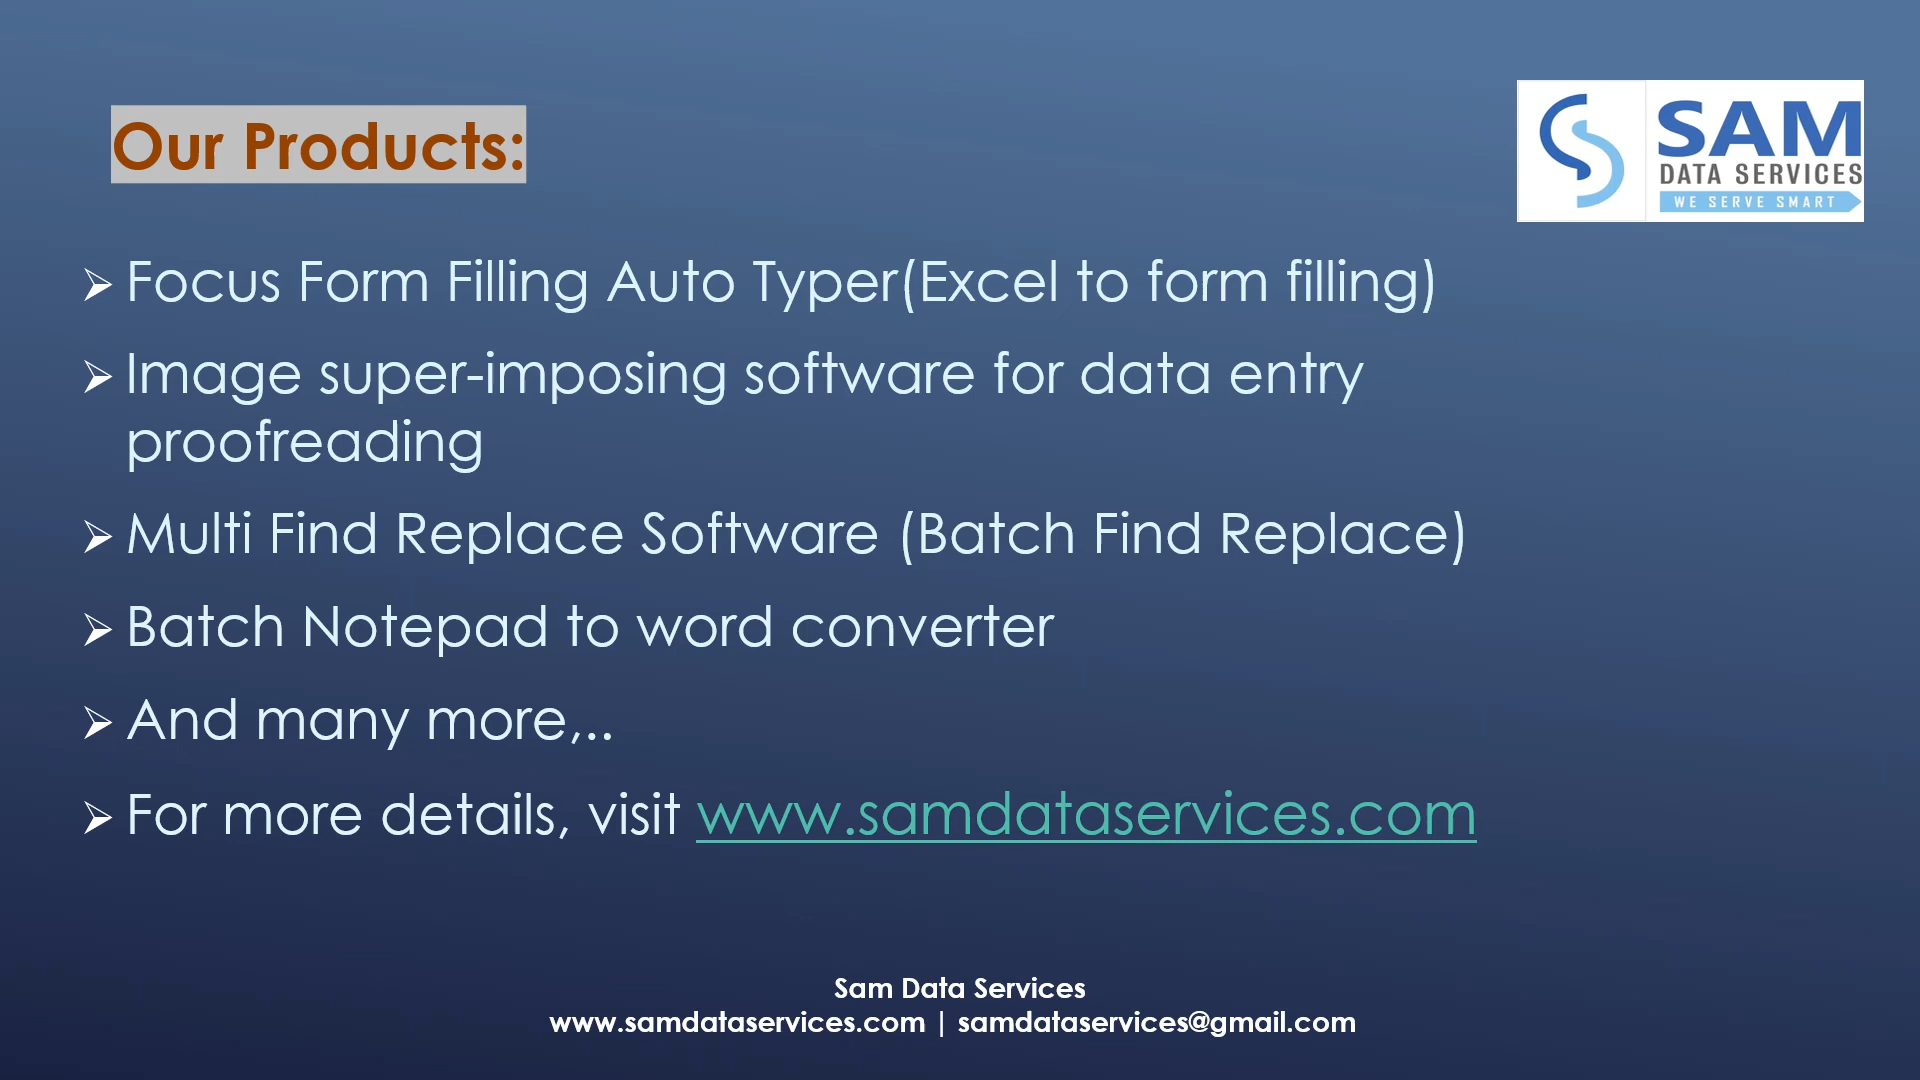 Our Products:
SAM
DATA SERVICES
WE SERVE SMART
➢ Focus Form Filling Auto Typer(Excel to form filling)
➢ Image super-imposing software for data entry
proofreading
➢ Multi Find Replace Software (Batch Find Replace)
➢ Batch Notepad to word converter
➢ And many more,..
➢ For more details, visit www.samdataservices.com
Sam Data Services
www.samdataservices.com | samdataservices@gmail.com